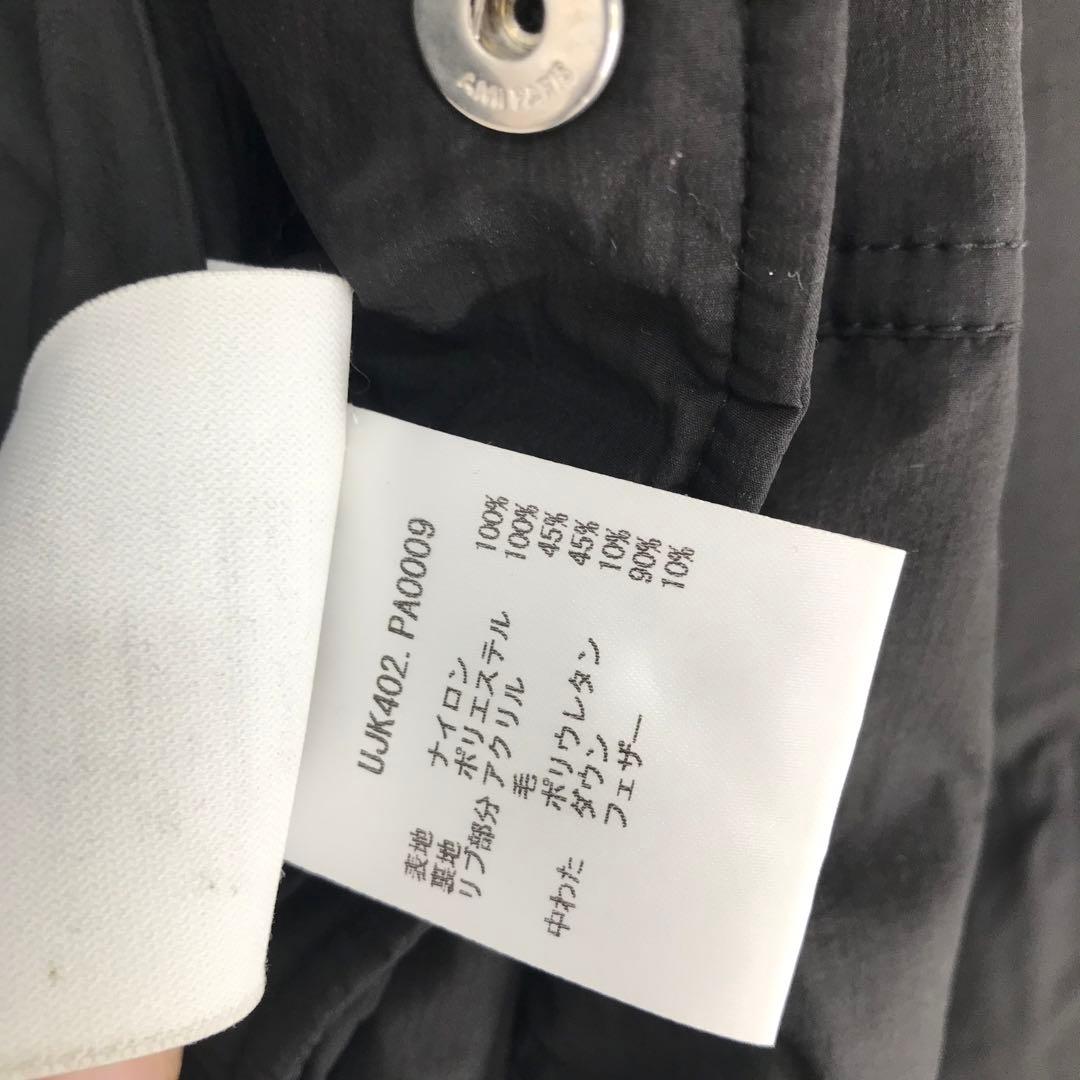 AMI PARIS
UJK402.PA0009
表地 ナイロン 100%
裏地 ポリエステル 100%
リブ部分 アクリル 45%
毛 45%
ポリウレタン 10%
中わた ダウン 90%
フェザー 10%